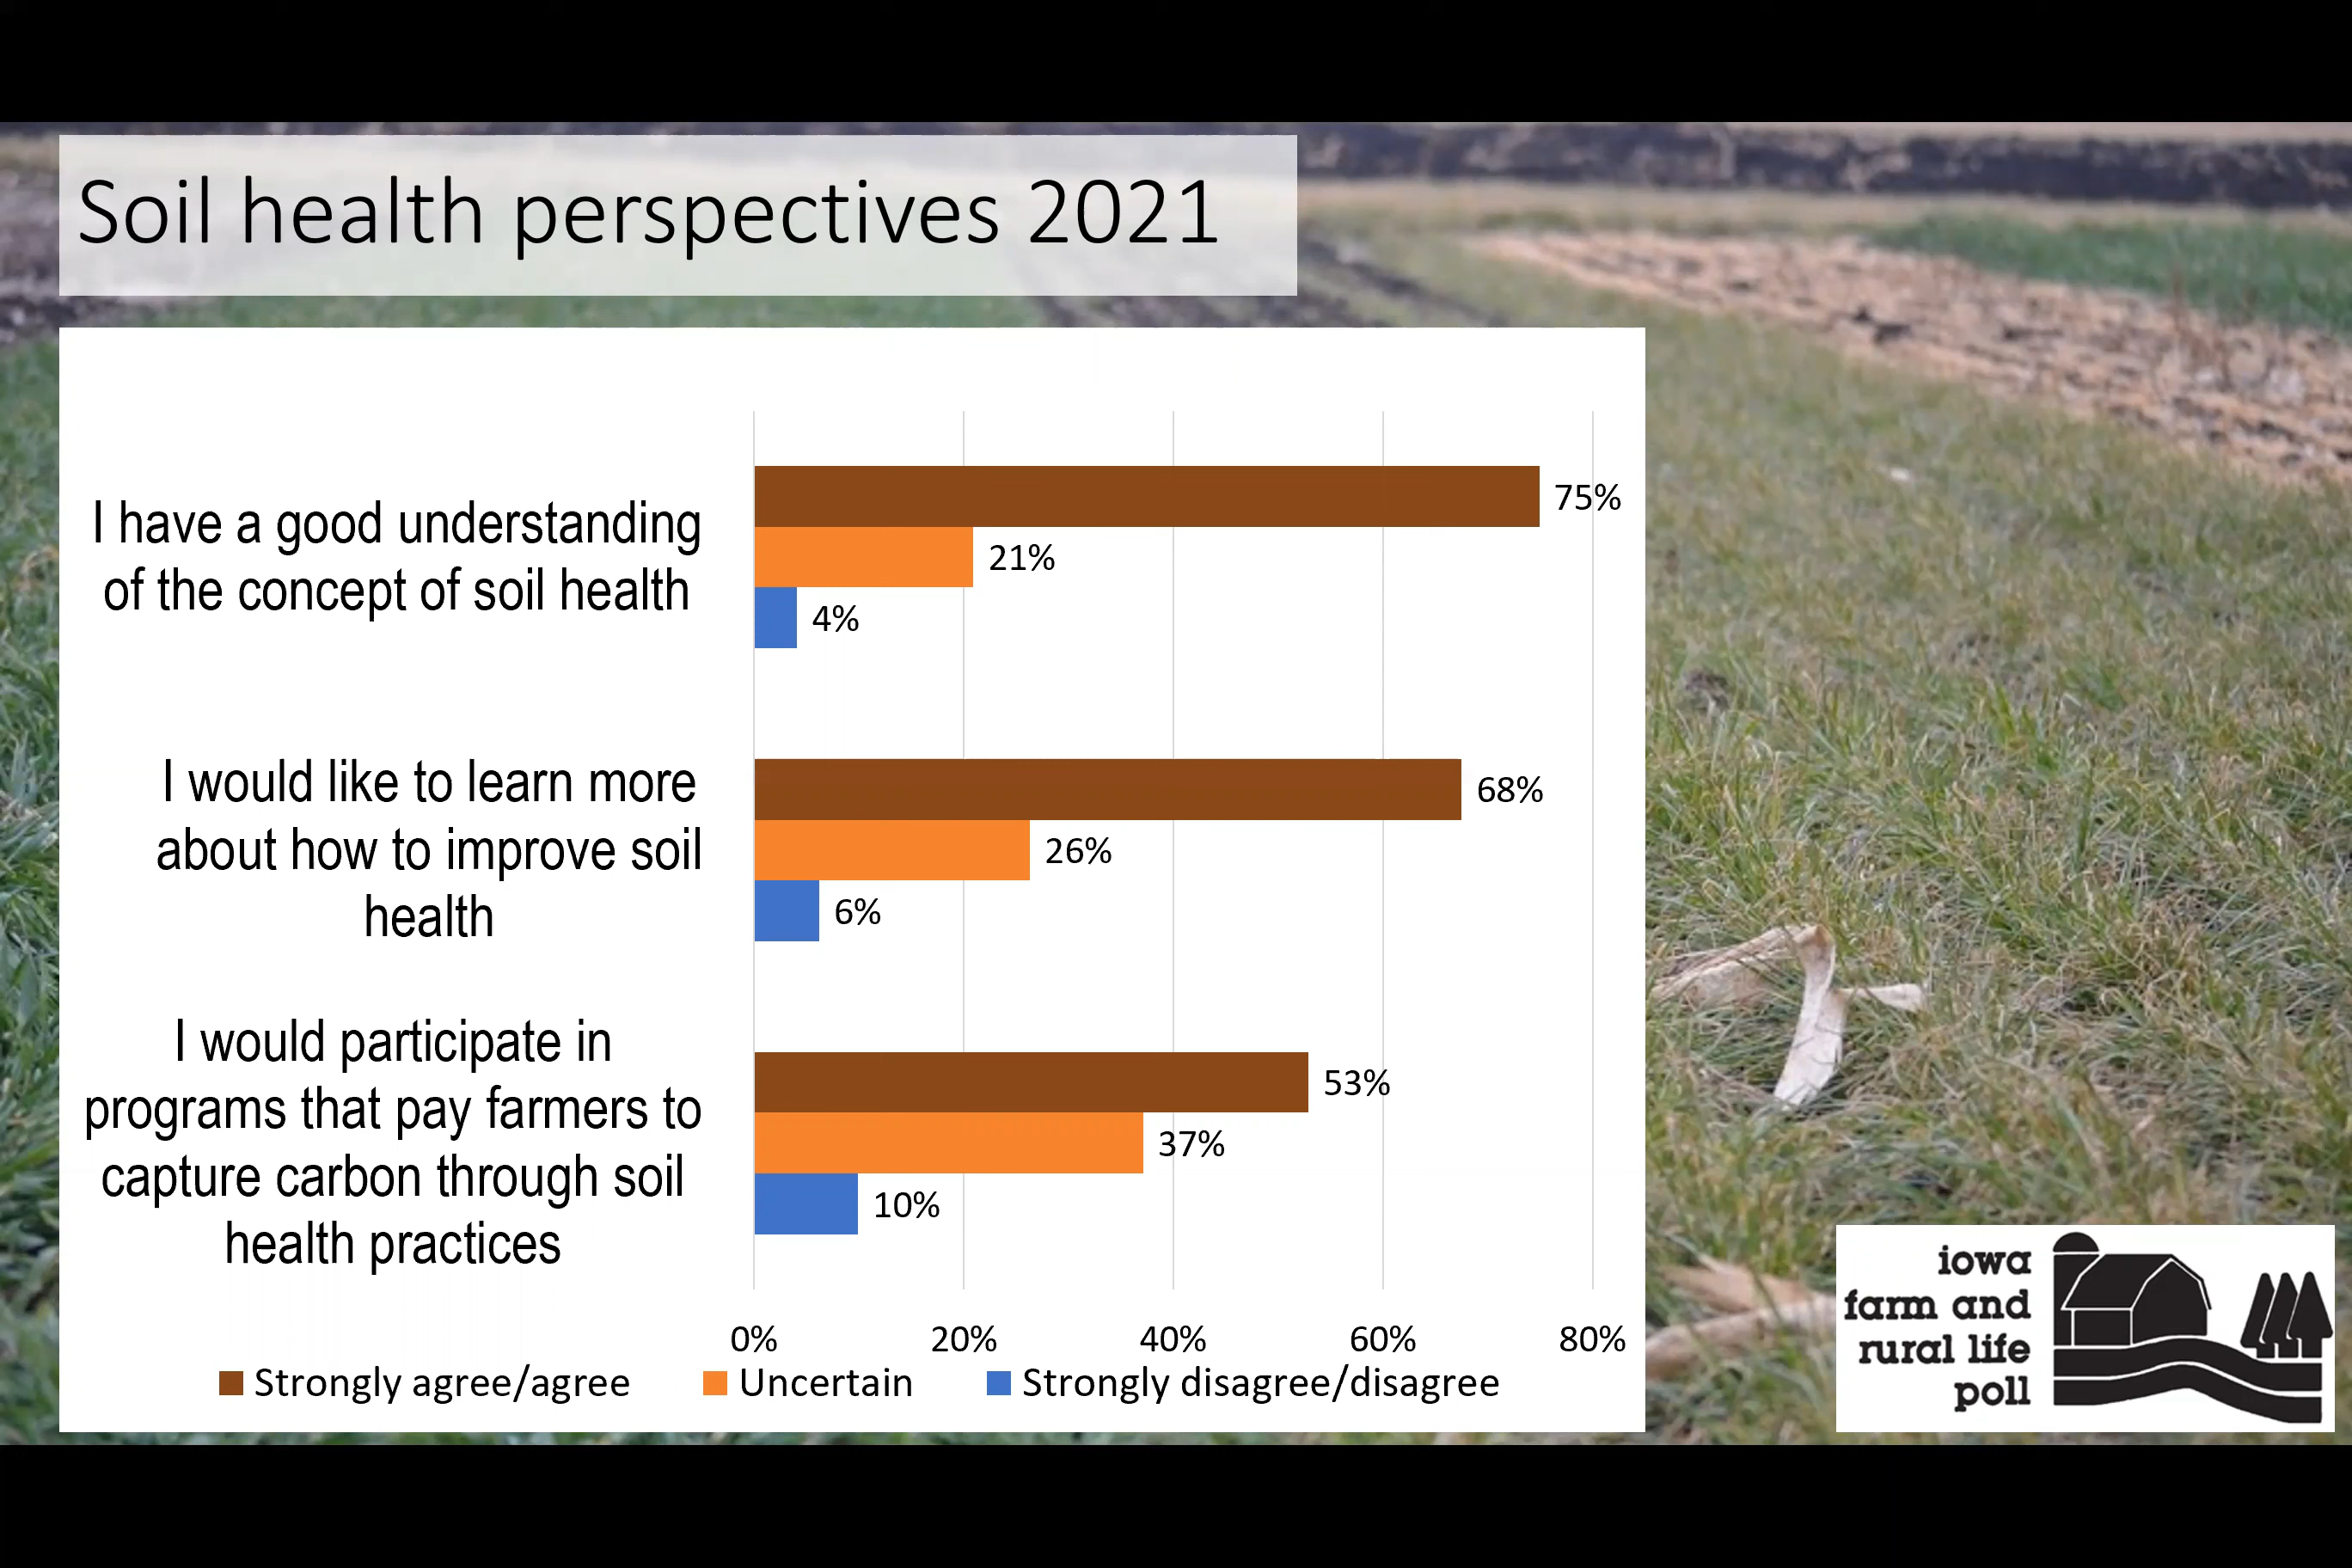 Soil health perspectives 2021
I have a good understanding
of the concept of soil health
75%
21%
4%
I would like to learn more
about how to improve soil
health
68%
26%
6%
I would participate in
programs that pay farmers to
capture carbon through soil
health practices
53%
37%
10%
0% 20% 40% 60% 80%
Strongly agree/agree Uncertain Strongly disagree/disagree
iowa
farm and
rural life
poll